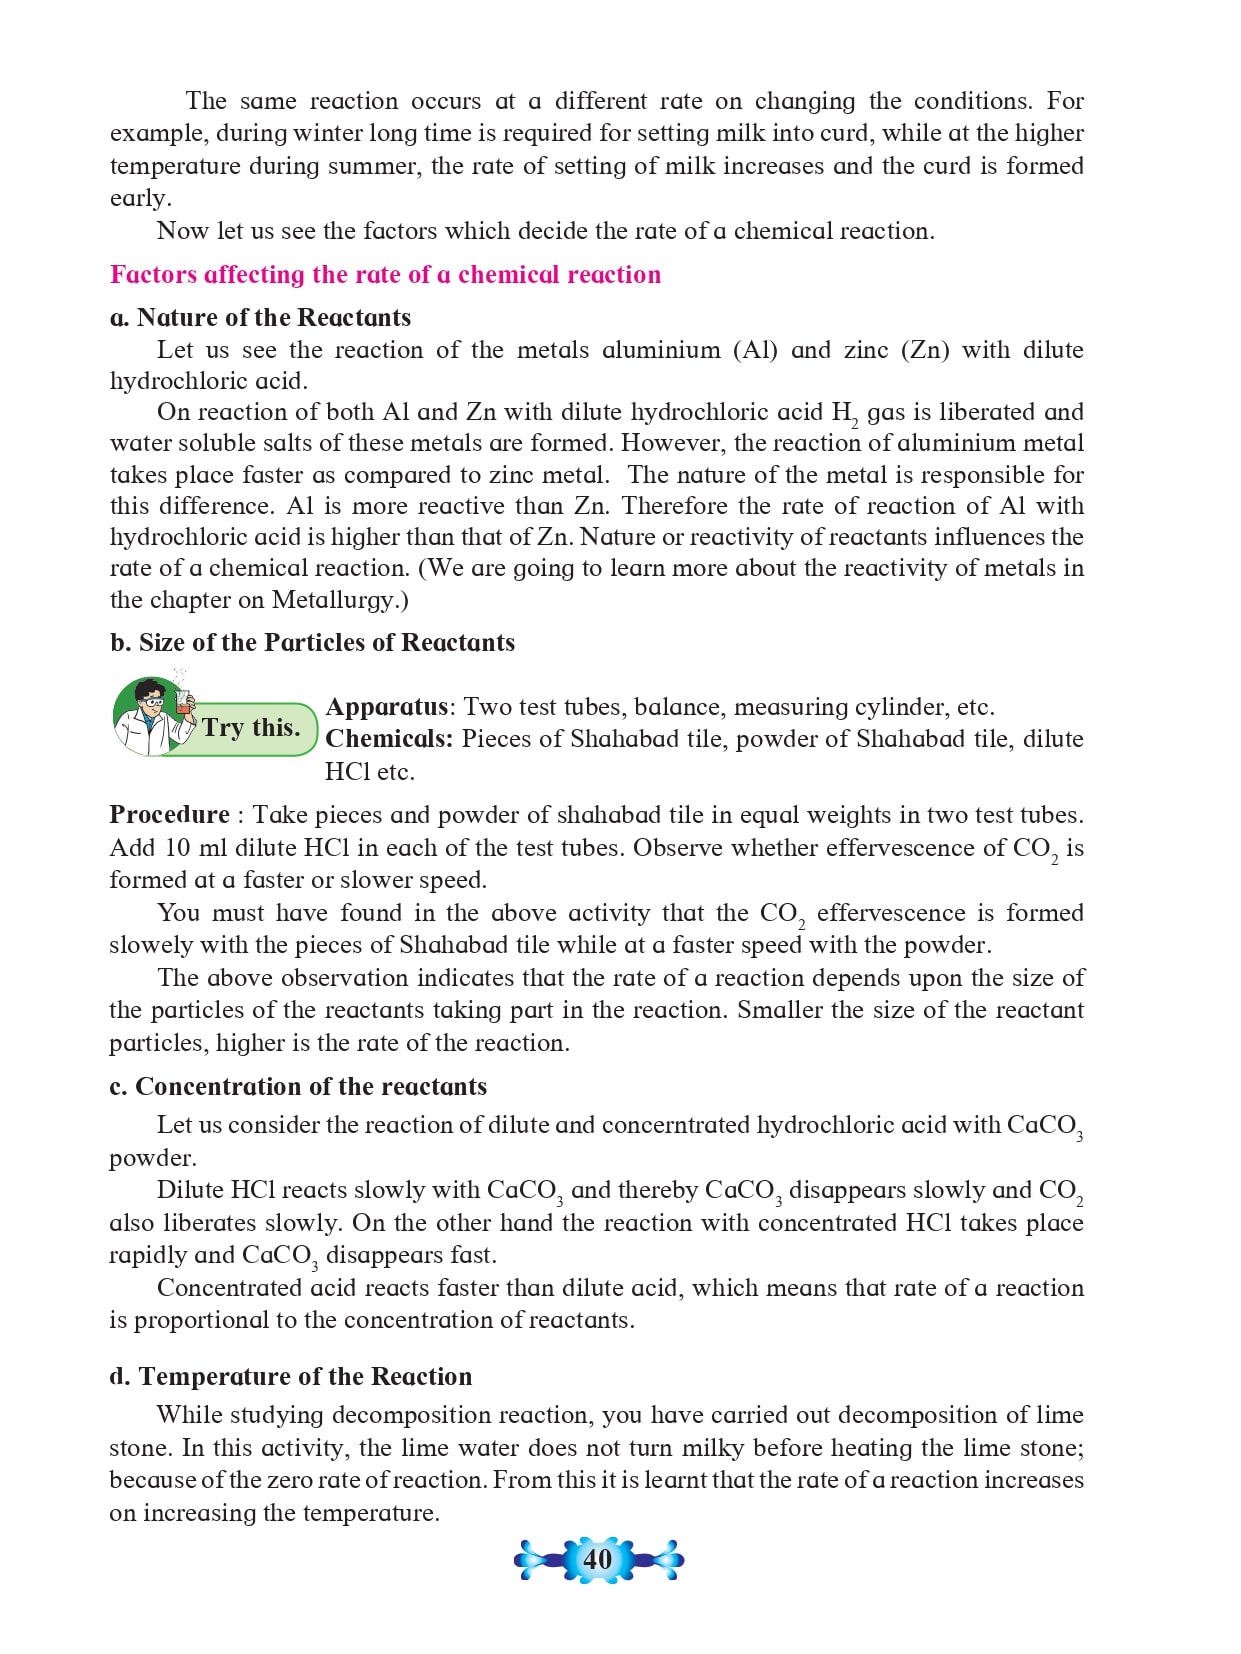 The same reaction occurs at a different rate on changing the conditions. For
example, during winter long time is required for setting milk into curd, while at the higher
temperature during summer, the rate of setting of milk increases and the curd is formed
early.
Now let us see the factors which decide the rate of a chemical reaction.
Factors affecting the rate of a chemical reaction
a. Nature of the Reactants
Let us see the reaction of the metals aluminium (Al) and zinc (Zn) with dilute
hydrochloric acid.
On reaction of both Al and Zn with dilute hydrochloric acid H₂ gas is liberated and
water soluble salts of these metals are formed. However, the reaction of aluminium metal
takes place faster as compared to zinc metal. The nature of the metal is responsible for
this difference. Al is more reactive than Zn. Therefore the rate of reaction of Al with
hydrochloric acid is higher than that of Zn. Nature or reactivity of reactants influences the
rate of a chemical reaction. (We are going to learn more about the reactivity of metals in
the chapter on Metallurgy.)
b. Size of the Particles of Reactants
Try this.
Apparatus: Two test tubes, balance, measuring cylinder, etc.
Chemicals: Pieces of Shahabad tile, powder of Shahabad tile, dilute
HCl etc.
Procedure : Take pieces and powder of shahabad tile in equal weights in two test tubes.
Add 10 ml dilute HCl in each of the test tubes. Observe whether effervescence of CO₂ is
formed at a faster or slower speed.
You must have found in the above activity that the CO₂ effervescence is formed
slowely with the pieces of Shahabad tile while at a faster speed with the powder.
The above observation indicates that the rate of a reaction depends upon the size of
the particles of the reactants taking part in the reaction. Smaller the size of the reactant
particles, higher is the rate of the reaction.
c. Concentration of the reactants
Let us consider the reaction of dilute and concerntrated hydrochloric acid with CaCO₃
powder.
Dilute HCl reacts slowly with CaCO₃ and thereby CaCO₃ disappears slowly and CO₂
also liberates slowly. On the other hand the reaction with concentrated HCl takes place
rapidly and CaCO₃ disappears fast.
Concentrated acid reacts faster than dilute acid, which means that rate of a reaction
is proportional to the concentration of reactants.
d. Temperature of the Reaction
While studying decomposition reaction, you have carried out decomposition of lime
stone. In this activity, the lime water does not turn milky before heating the lime stone;
because of the zero rate of reaction. From this it is learnt that the rate of a reaction increases
on increasing the temperature.
40